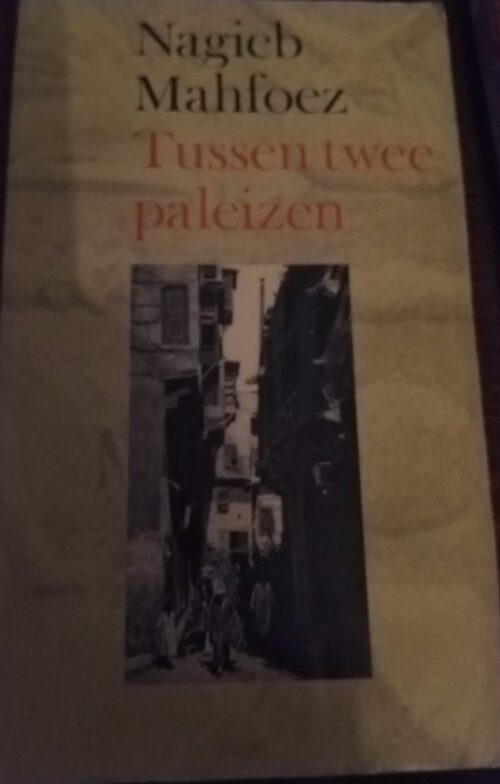 Nagieb
Mahfoez
Tussen twee
paleizen